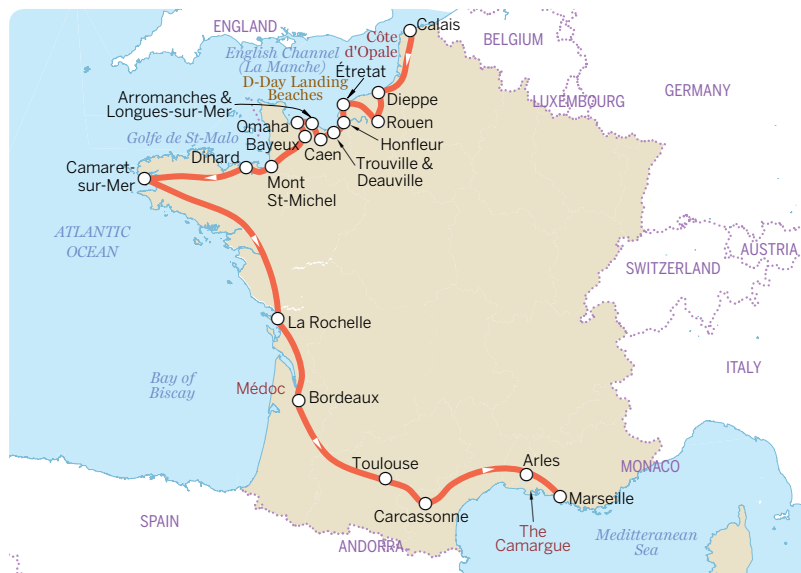 ENGLAND
Calais
Côte
d'Opale
BELGIUM
English Channel
(La Manche)
Étretat
D-Day Landing
Beaches
GERMANY
LUXEMBOURG
Dieppe
Arromanches &
Longues-sur-Mer
Rouen
Omaha
Golfe de St-Malo
Bayeux
Honfleur
Caen
Dinard
Trouville &
Deauville
Camaret-
sur-Mer
Mont
St-Michel
ATLANTIC
OCEAN
AUSTRIA
SWITZERLAND
La Rochelle
ITALY
Bay of
Biscay
Médoc
Bordeaux
Toulouse
Arles
MONACO
Marseille
Carcassonne
SPAIN
The
Camargue
Meditteranean
Sea
ANDORRA